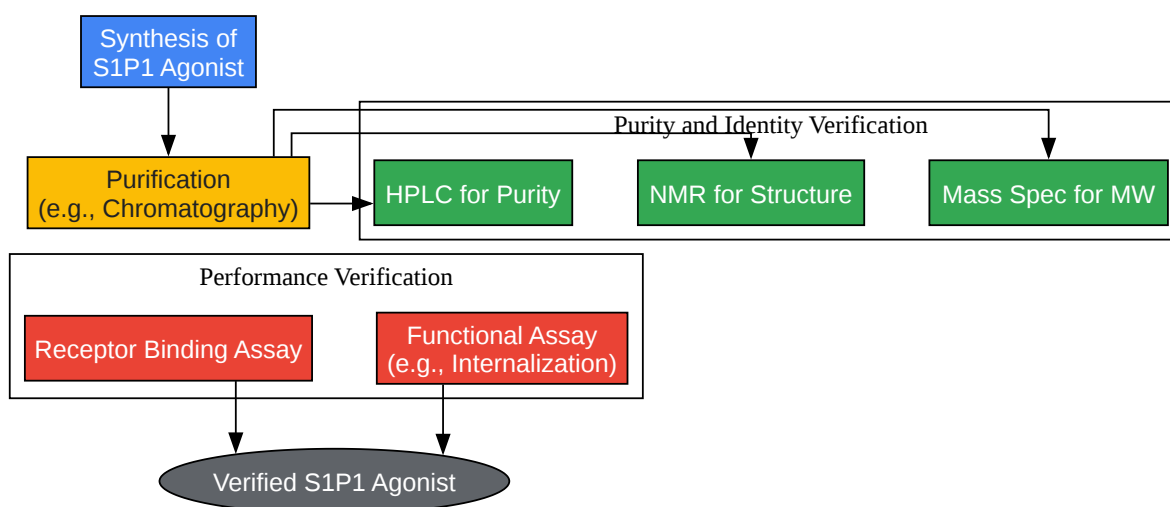 Synthesis of
S1P1 Agonist
Purity and Identity Verification
Purification
(e.g., Chromatography)
HPLC for Purity
NMR for Structure
Mass Spec for MW
Performance Verification
Receptor Binding Assay
Functional Assay
(e.g., Internalization)
Verified S1P1 Agonist